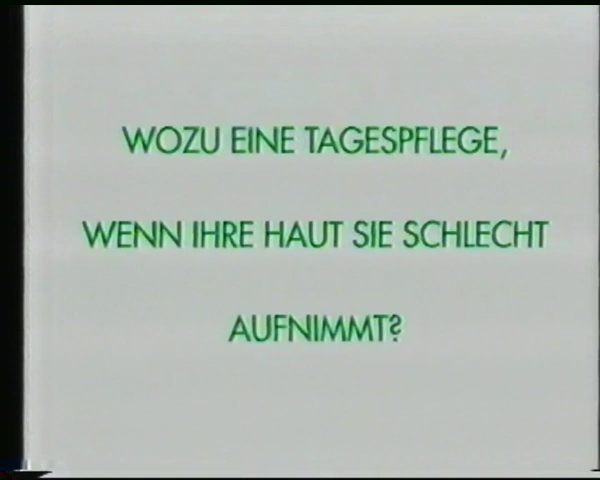 WOZU EINE TAGESPFLEGE,
WENN IHRE HAUT SIE SCHLECHT
AUFNIMMT?